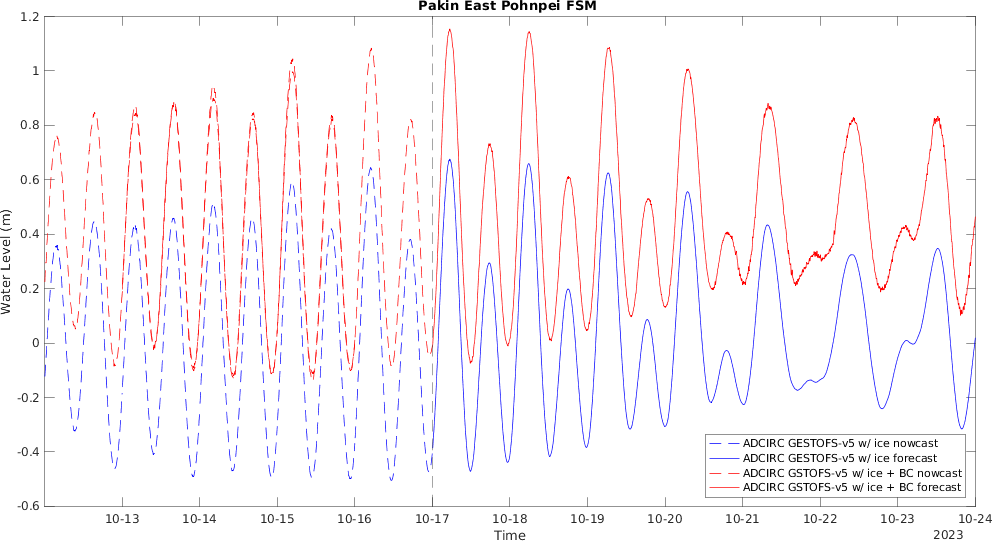 Pakin East Pohnpei FSM
Water Level (m)
1.2
1
0.8
0.6
0.4
0.2
0
-0.2
-0.4
-0.6
ADCIRC GESTOFS-v5 w/ ice nowcast
ADCIRC GESTOFS-v5 w/ ice forecast
ADCIRC GSTOFS-v5 w/ ice + BC nowcast
ADCIRC GSTOFS-v5 w/ ice + BC forecast
10-13 10-14 10-15 10-16 10-17 10-18 10-19 10-20 10-21 10-22 10-23 10-24
Time
2023